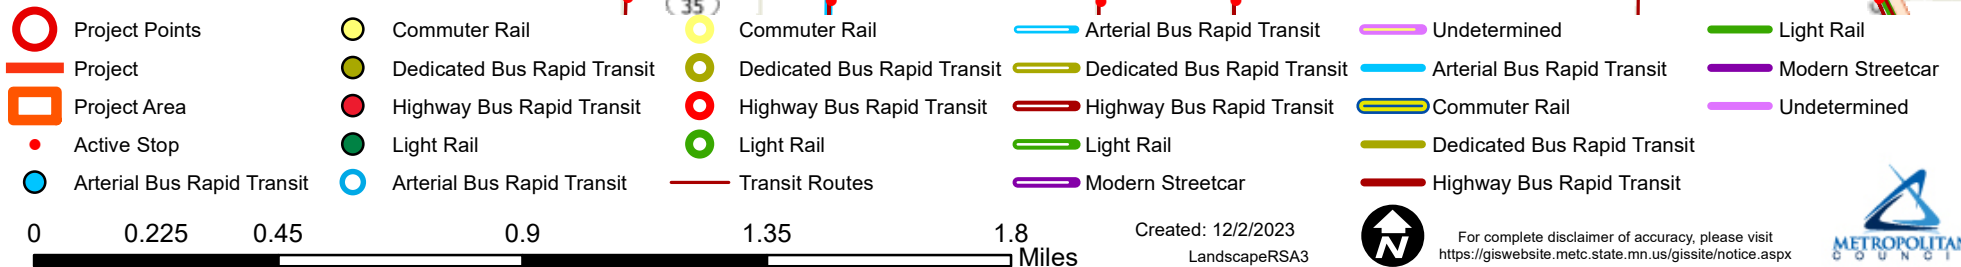 35
Project Points
Project
Project Area
Active Stop
Arterial Bus Rapid Transit
Commuter Rail
Dedicated Bus Rapid Transit
Highway Bus Rapid Transit
Light Rail
Arterial Bus Rapid Transit
Commuter Rail
Dedicated Bus Rapid Transit
Highway Bus Rapid Transit
Light Rail
Transit Routes
Arterial Bus Rapid Transit
Dedicated Bus Rapid Transit
Highway Bus Rapid Transit
Light Rail
Modern Streetcar
Undetermined
Arterial Bus Rapid Transit
Commuter Rail
Dedicated Bus Rapid Transit
Highway Bus Rapid Transit
Light Rail
Modern Streetcar
Undetermined
0 0.225 0.45 0.9 1.35 1.8
Miles
Created: 12/2/2023
LandscapeRSA3
N
For complete disclaimer of accuracy, please visit
https://giswebsite.metc.state.mn.us/gissite/notice.aspx
METROPOLITAN
COUNCI